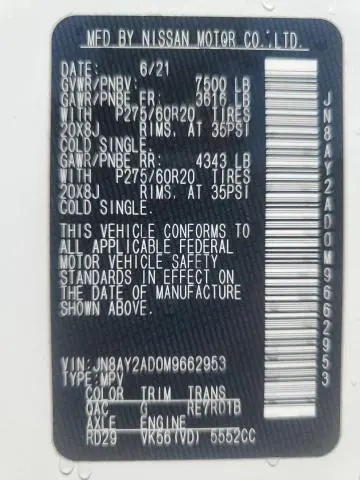 MFD BY NISSAN MOTOR CO., LTD.
DATE: 6/21
GVWR/PNBV: 7500 LB
GAWR/PNBE FR: 3616 LB
WITH P275/60R20 TIRES
20X8J RIMS, AT 35PSI
COLD SINGLE.
GAWR/PNBE RR: 4343 LB
WITH P275/60R20 TIRES
20X8J RIMS, AT 35PSI
COLD SINGLE.
THIS VEHICLE CONFORMS TO
ALL APPLICABLE FEDERAL
MOTOR VEHICLE SAFETY
STANDARDS IN EFFECT ON
THE DATE OF MANUFACTURE
SHOWN ABOVE.
VIN: JN8AY2AD0M9662953
TYPE: MPV
COLOR TRIM TRANS
QAC G RE7R01B
AXLE ENGINE
RD29 VK56(VD) 5552CC
JN8AY2AD0M9662953